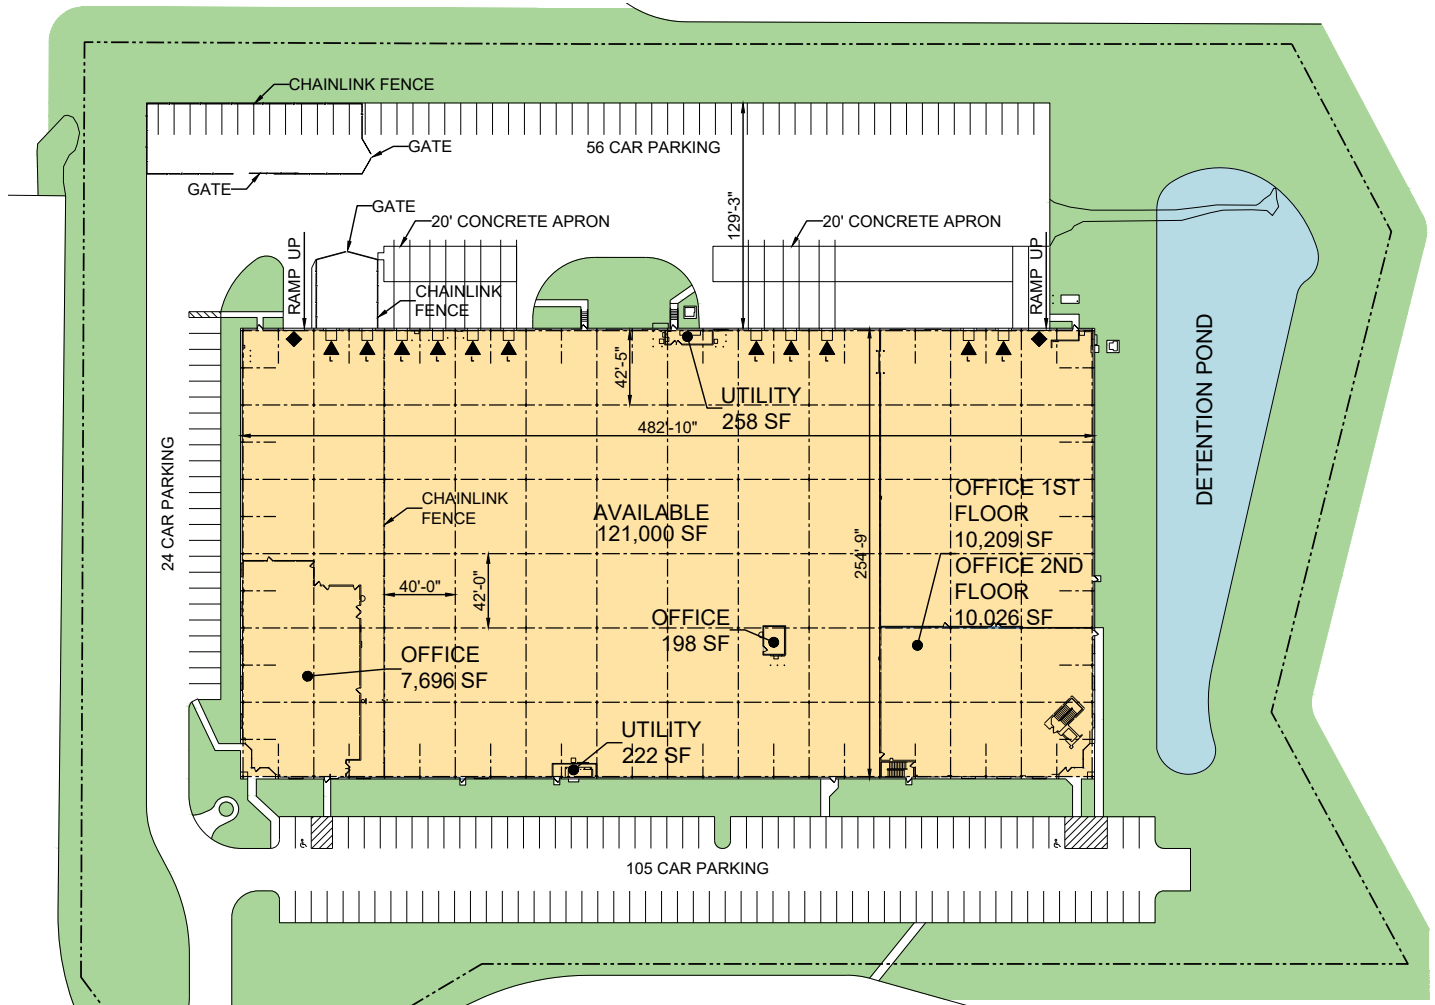 CHAINLINK FENCE
56 CAR PARKING
GATE
GATE
GATE
20' CONCRETE APRON
20' CONCRETE APRON
129'-3"
RAMP UP
RAMP UP
CHAINLINK
FENCE
42'-5"
UTILITY
258 SF
482'-10"
DETENTION POND
24 CAR PARKING
CHAINLINK
FENCE
AVAILABLE
121,000 SF
254'-9"
OFFICE 1ST
FLOOR
10,209 SF
OFFICE 2ND
FLOOR
10,026 SF
40'-0"
42'-0"
OFFICE
198 SF
OFFICE
7,696 SF
UTILITY
222 SF
105 CAR PARKING